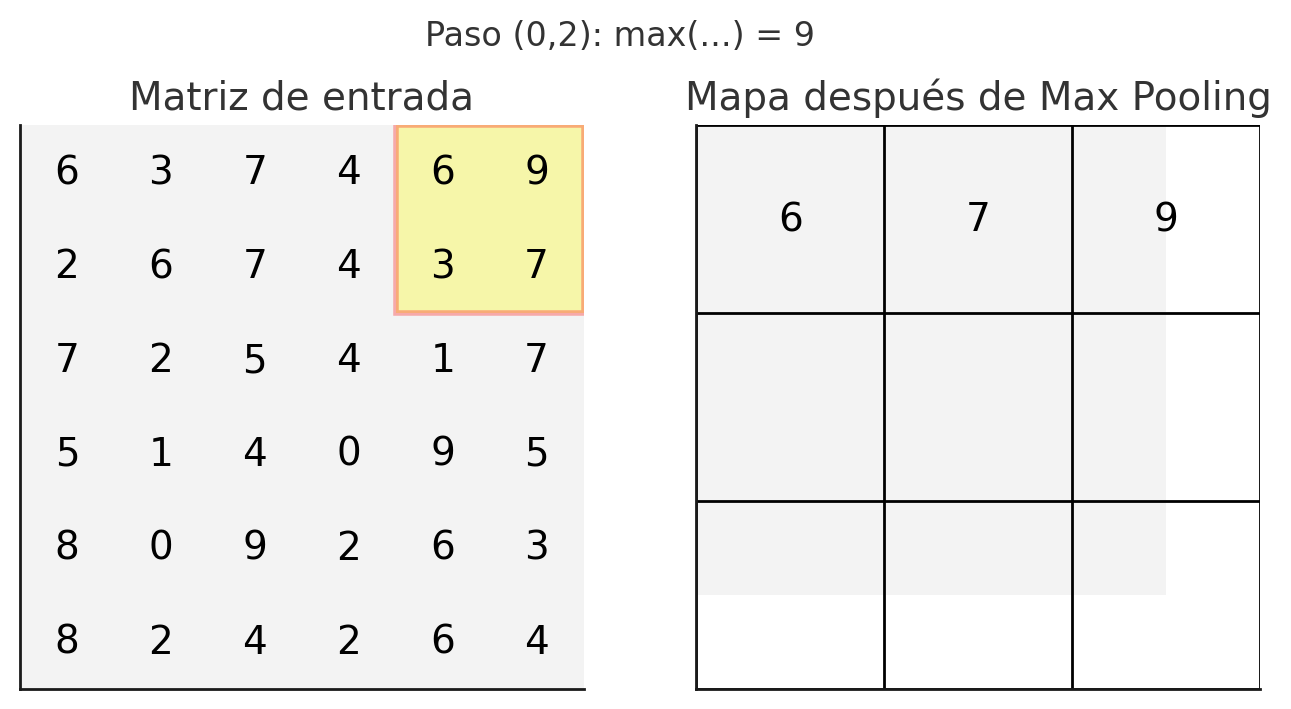 Paso (0,2): max(...) = 9
Matriz de entrada
6 3 7 4 6 9
2 6 7 4 3 7
7 2 5 4 1 7
5 1 4 0 9 5
8 0 9 2 6 3
8 2 4 2 6 4
Mapa después de Max Pooling
6 7 9